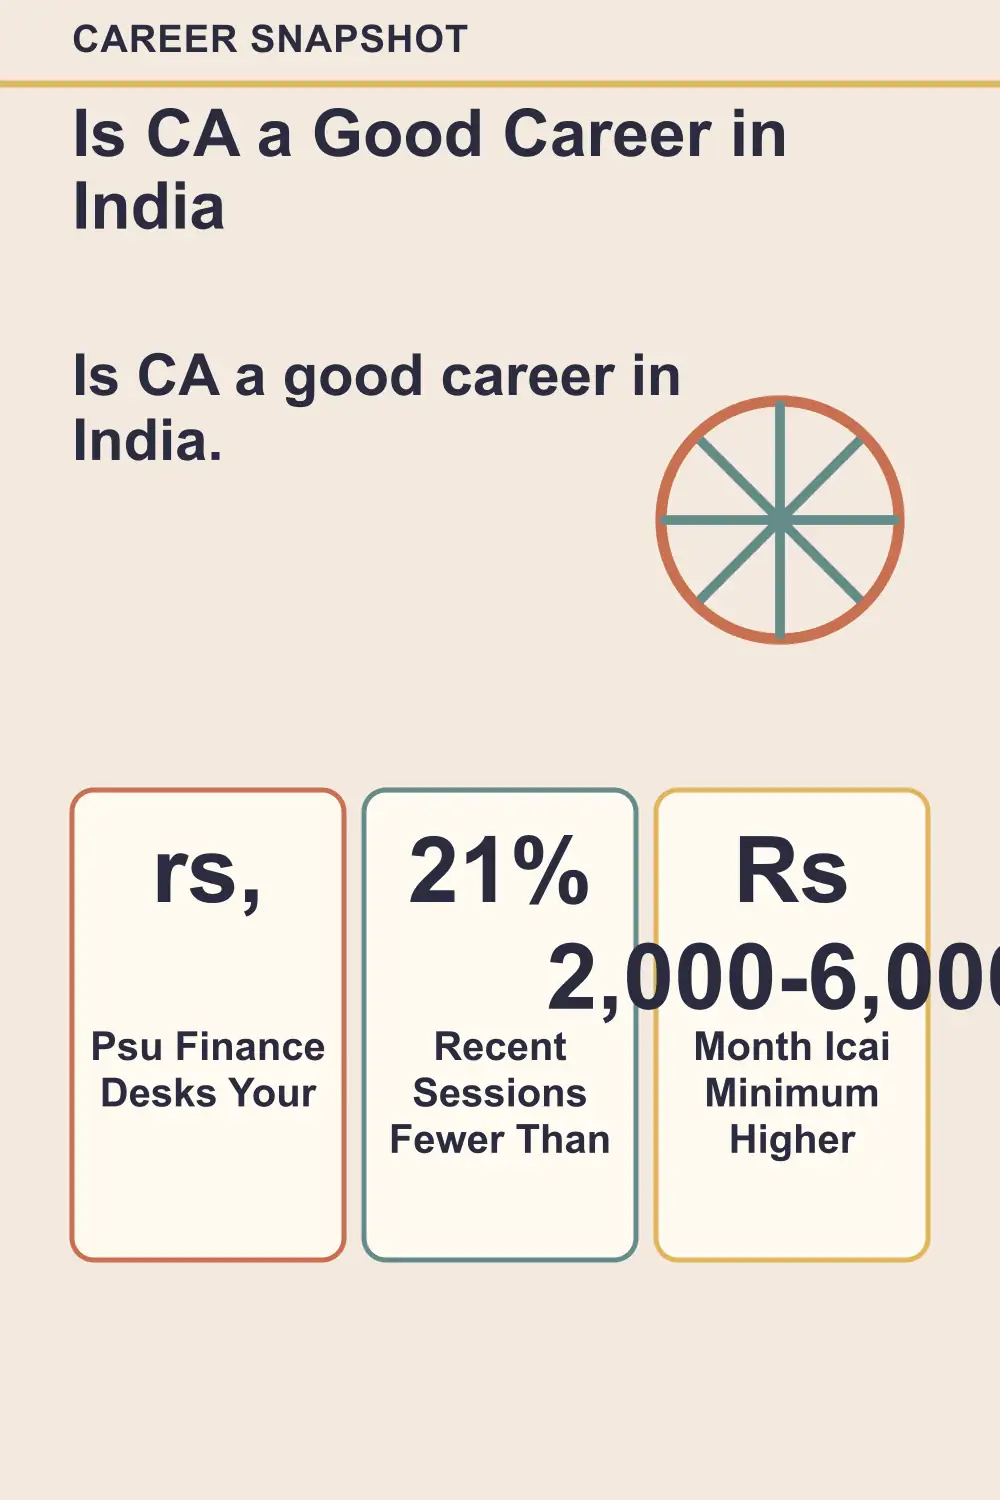 CAREER SNAPSHOT
Is CA a Good Career in
India
Is CA a good career in
India.
rs,
Psu Finance
Desks Your
21%
Recent
Sessions
Fewer Than
Rs
2,000-6,000
Month Icai
Minimum
Higher